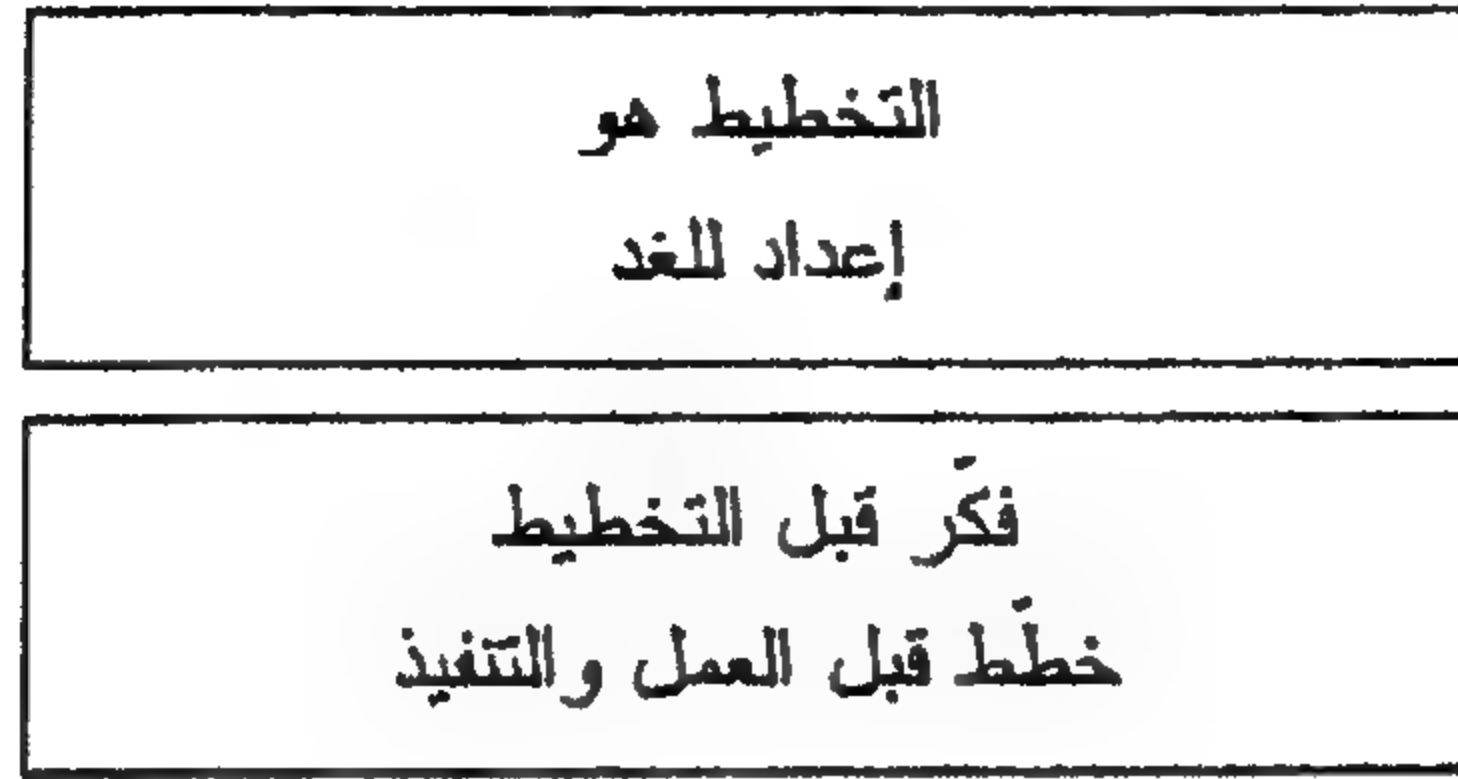 التخطيط هو
إعداد للغد
فكّر قبل التخطيط
خطّط قبل العمل والتنفيذ